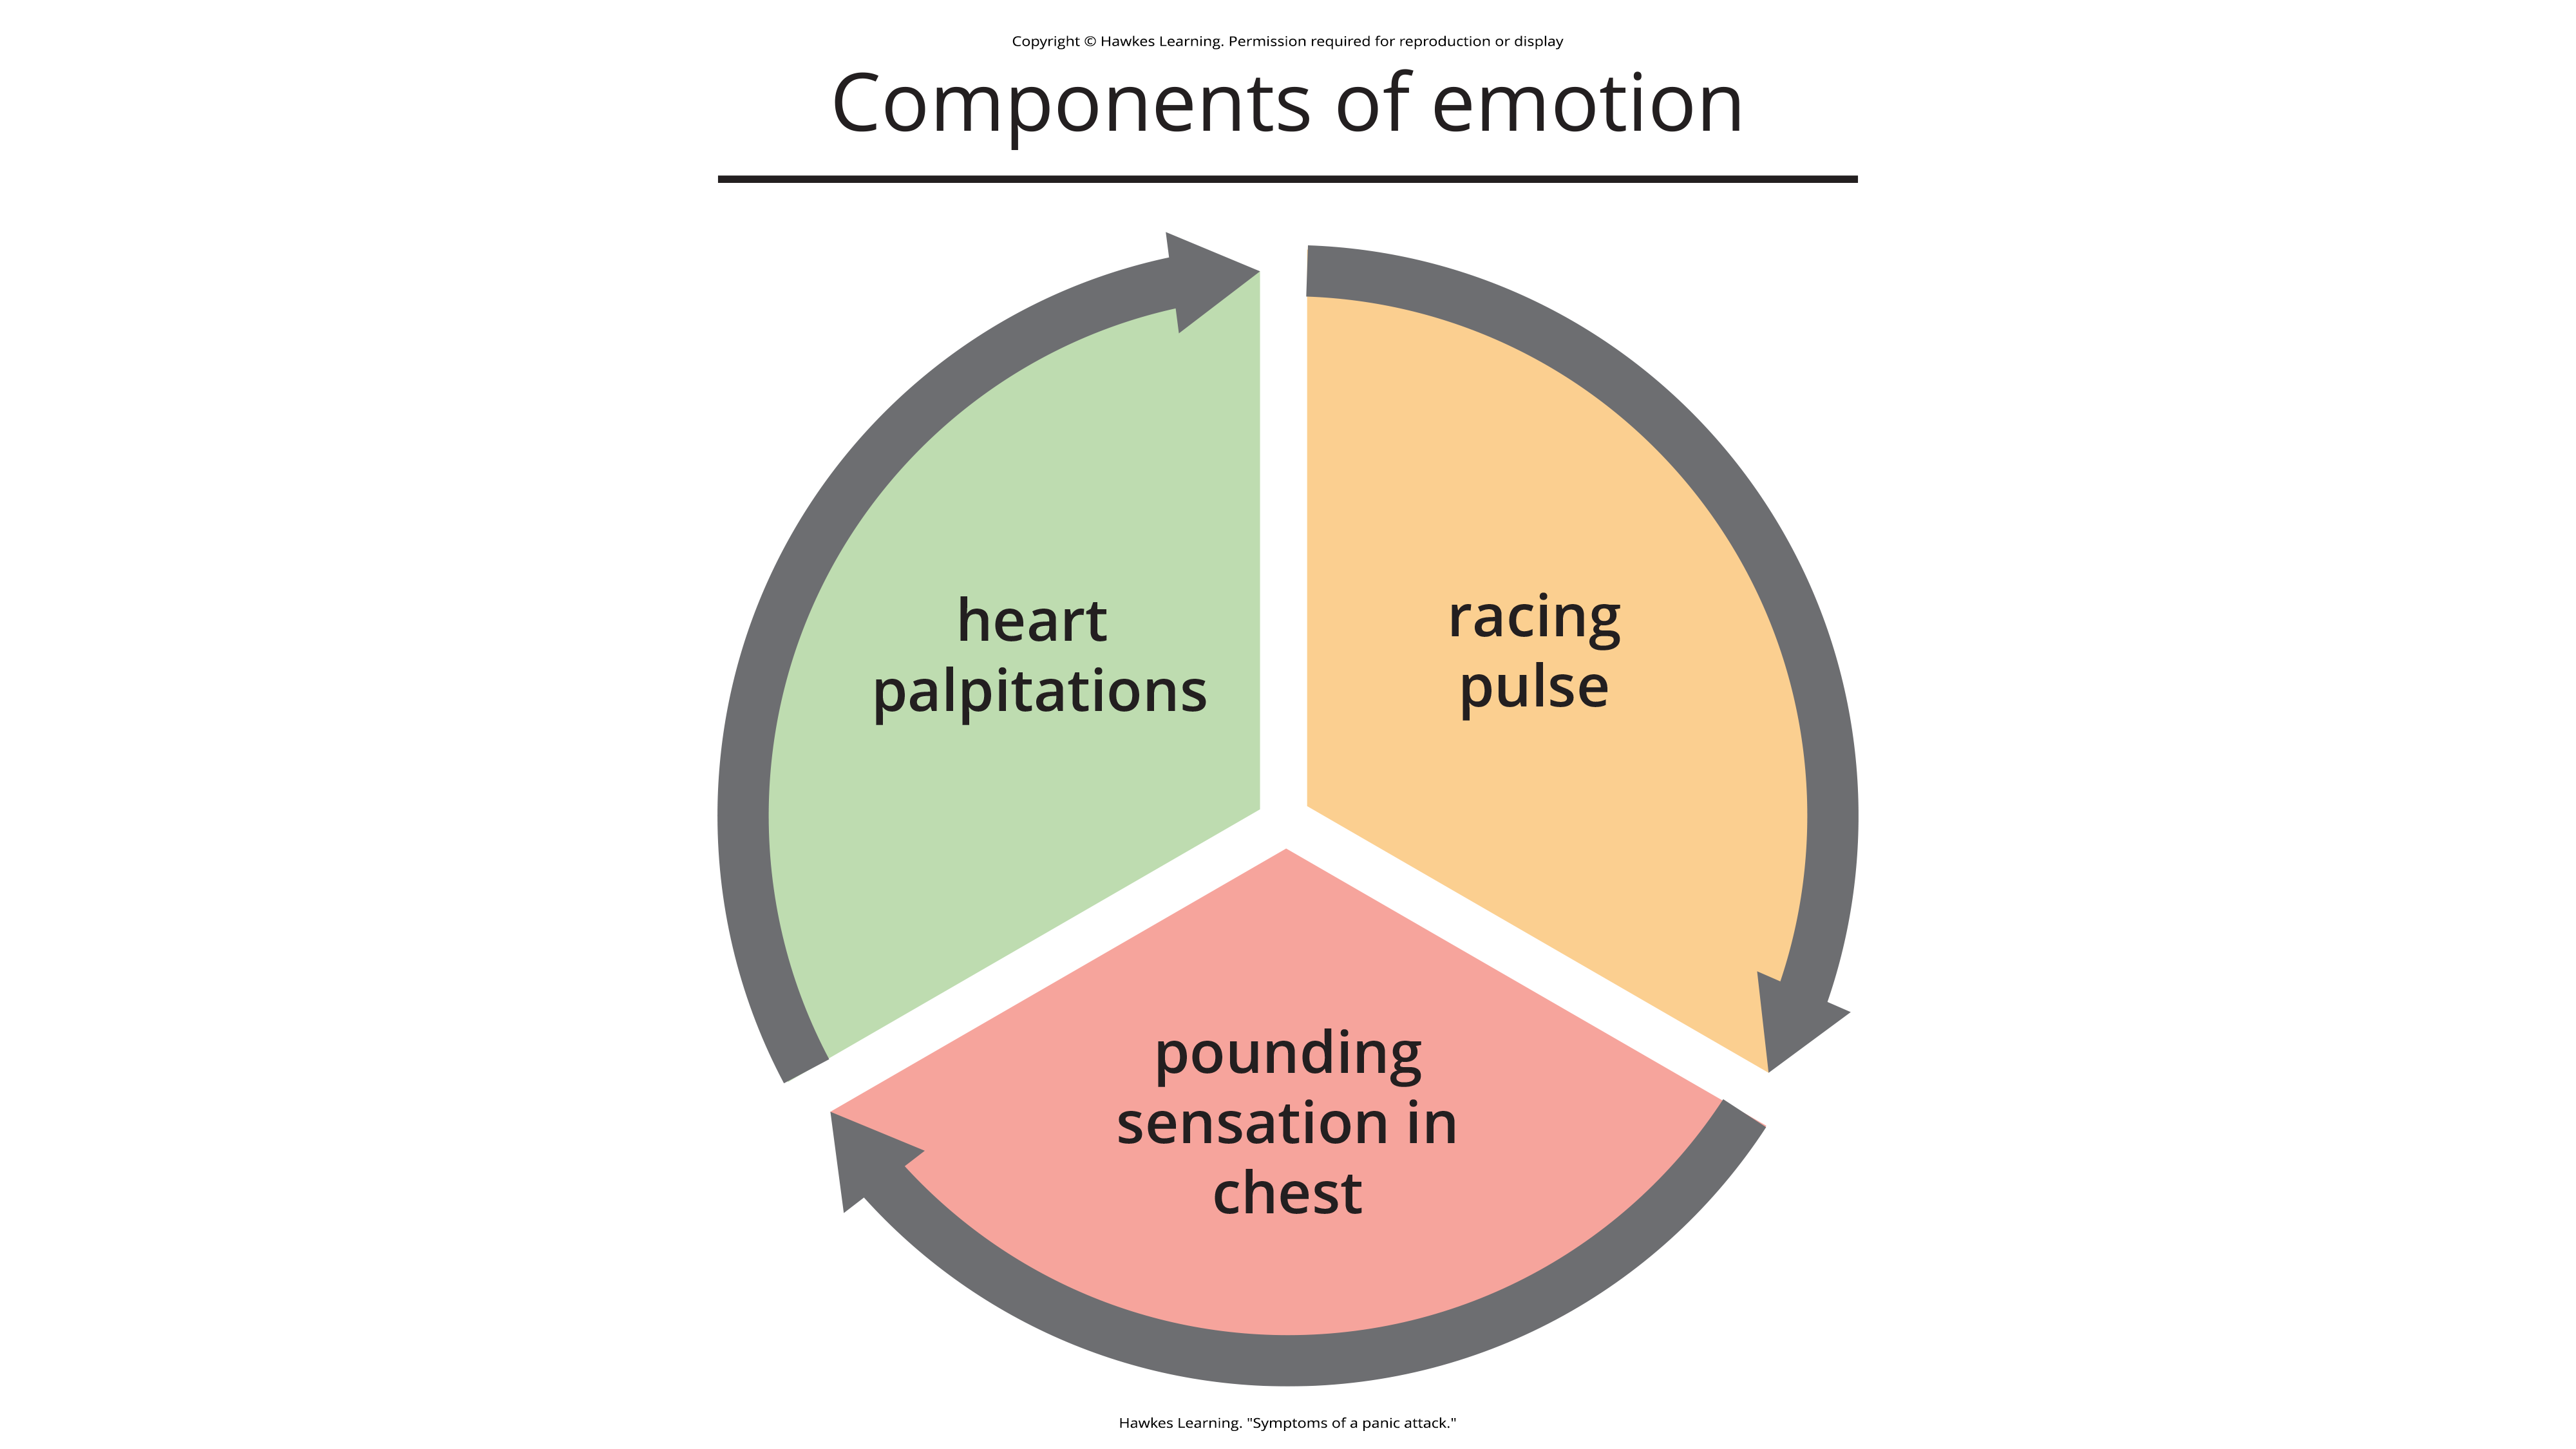 Copyright © Hawkes Learning. Permission required for reproduction or display
Components of emotion
heart
palpitations
racing
pulse
pounding
sensation in
chest
Hawkes Learning. "Symptoms of a panic attack."